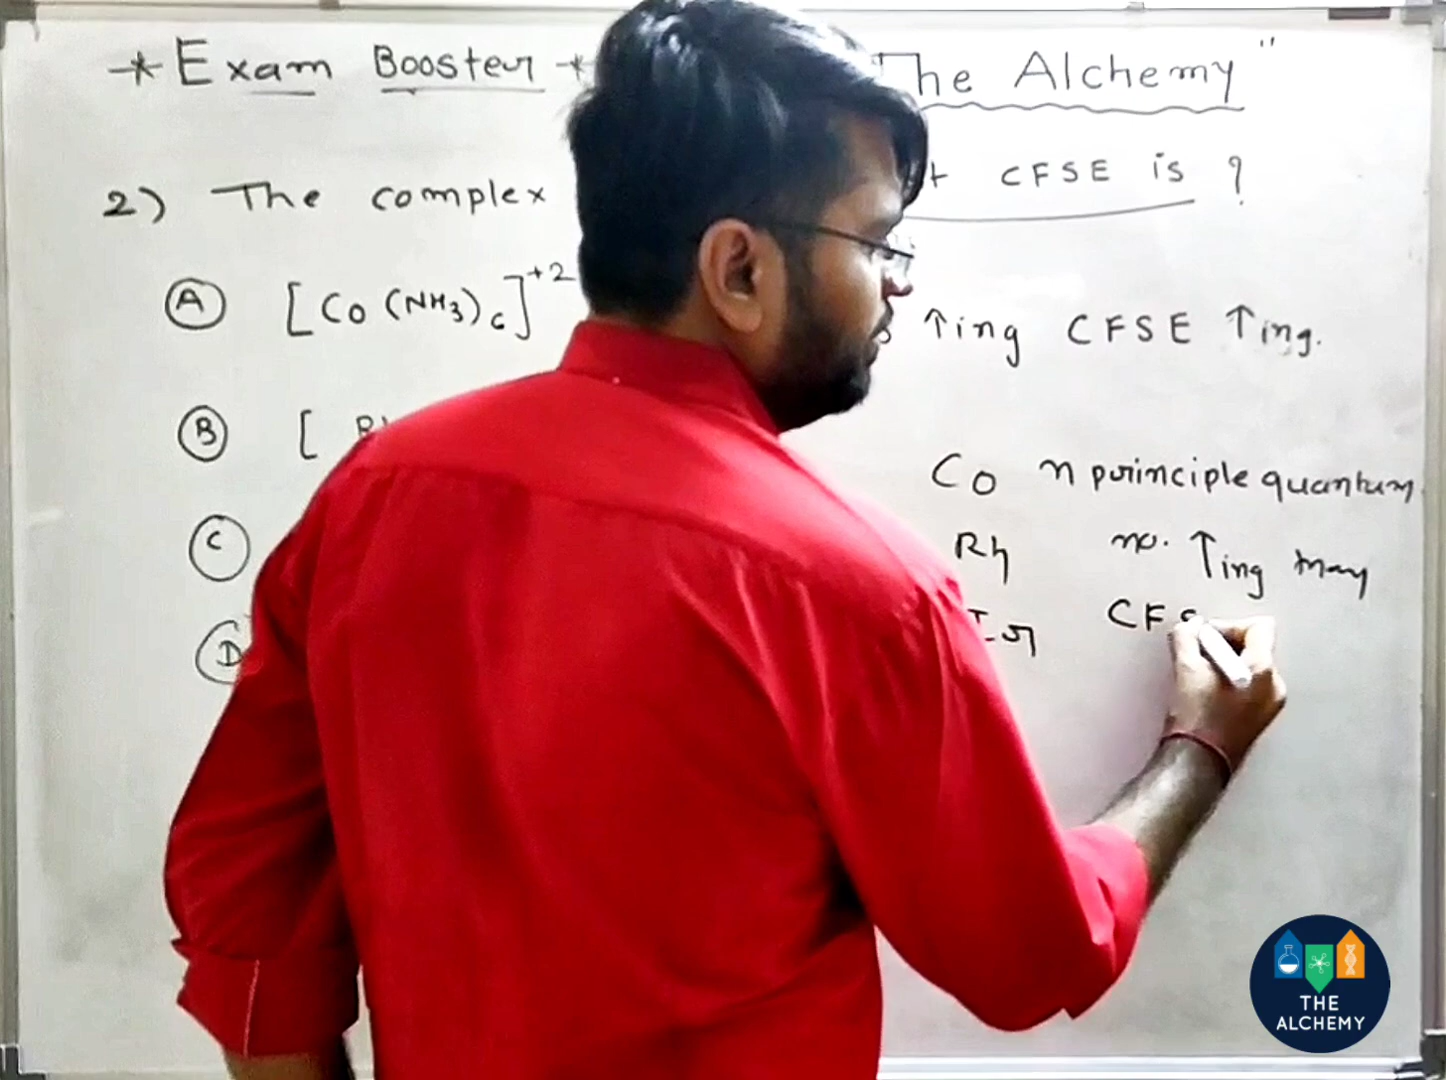 * Exam Booster * The Alchemy"
2) The complex CFSE is ?
A [Co(NH3)6]+2 ↑ing CFSE ↑ing.
B [
Co n principle quantum
C Rh no. ↑ing may
D Ir CFS
THE
ALCHEMY